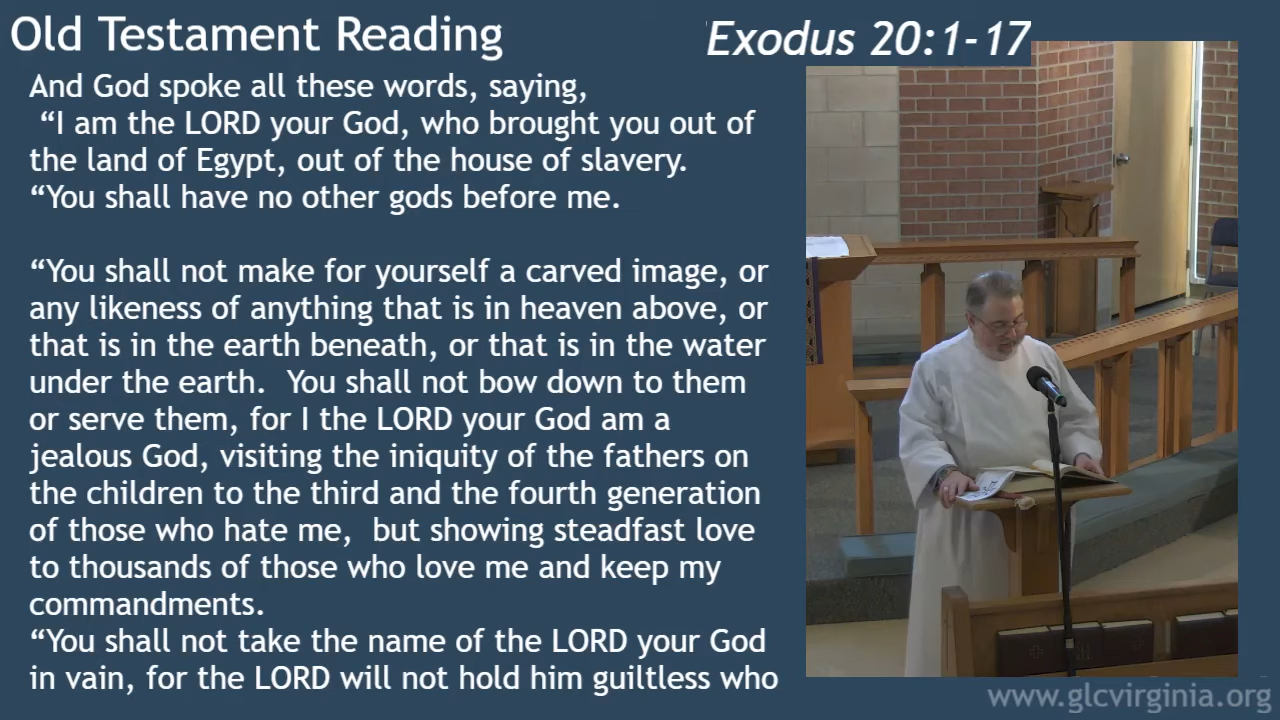 Old Testament Reading
Exodus 20:1-17
And God spoke all these words, saying,
“I am the LORD your God, who brought you out of
the land of Egypt, out of the house of slavery.
“You shall have no other gods before me.
“You shall not make for yourself a carved image, or
any likeness of anything that is in heaven above, or
that is in the earth beneath, or that is in the water
under the earth.  You shall not bow down to them
or serve them, for I the LORD your God am a
jealous God, visiting the iniquity of the fathers on
the children to the third and the fourth generation
of those who hate me,  but showing steadfast love
to thousands of those who love me and keep my
commandments.
“You shall not take the name of the LORD your God
in vain, for the LORD will not hold him guiltless who
www.glcvirginia.org